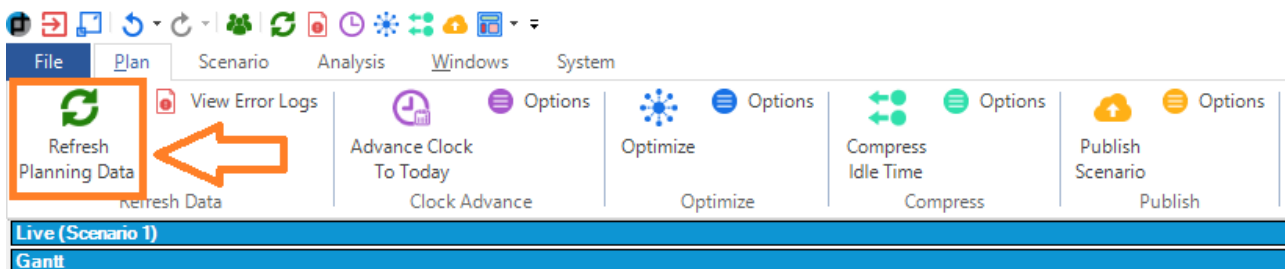 File Plan Scenario Analysis Windows System
View Error Logs Options Options Options Options
Refresh Advance Clock Optimize Compress Publish
Planning Data To Today Idle Time Scenario
Refresh Data Clock Advance Optimize Compress Publish
Live (Scenario 1)
Gantt